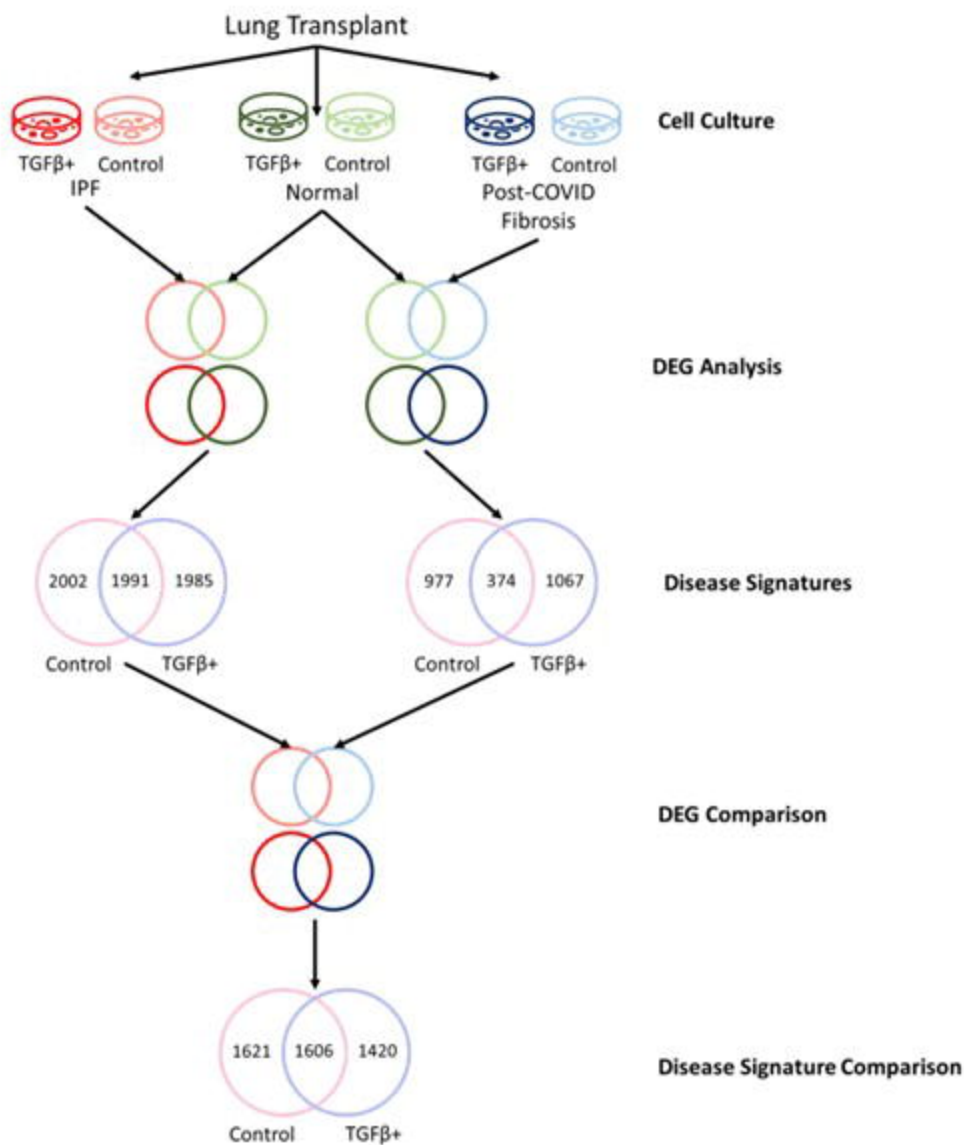 Lung Transplant
Cell Culture
TGFβ+ Control TGFβ+ Control TGFβ+ Control
IPF Normal Post-COVID
Fibrosis
DEG Analysis
2002 1991 1985 977 374 1067
Disease Signatures
Control TGFβ+ Control TGFβ+
DEG Comparison
1621 1606 1420
Disease Signature Comparison
Control TGFβ+